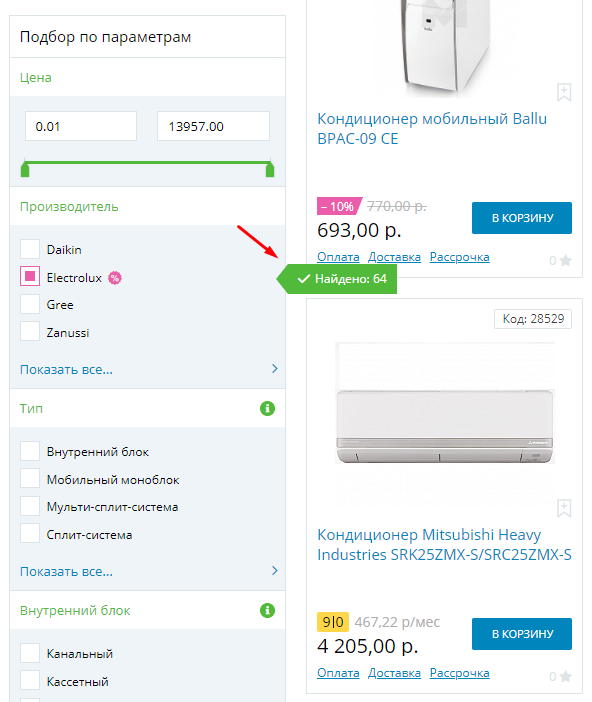 Подбор по параметрам
Цена
0.01
13957.00
Производитель
Daikin
Electrolux %
Gree
Zanussi
Показать все...
Тип
Внутренний блок
Мобильный моноблок
Мульти-сплит-система
Сплит-система
Показать все...
Внутренний блок
Канальный
Кассетный
Кондиционер мобильный Ballu
BPAC-09 CE
– 10% 770,00 р.
693,00 р.
В КОРЗИНУ
Оплата Доставка Рассрочка
0
Найдено: 64
Код: 28529
Кондиционер Mitsubishi Heavy
Industries SRK25ZMX-S/SRC25ZMX-S
9|0 467,22 р/мес
4 205,00 р.
В КОРЗИНУ
Оплата Доставка Рассрочка
0